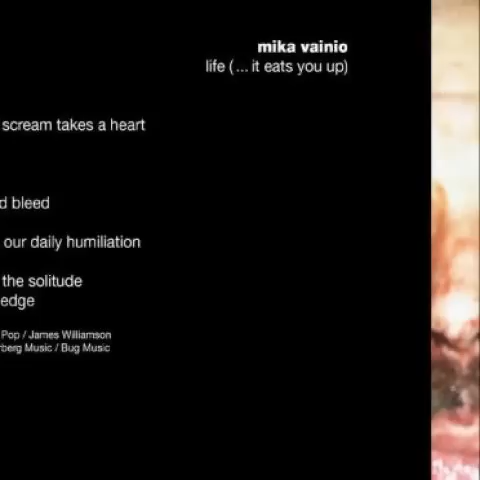 mika vainio
life (... it eats you up)
scream takes a heart
d bleed
our daily humiliation
the solitude
edge
Pop / James Williamson
rberg Music / Bug Music